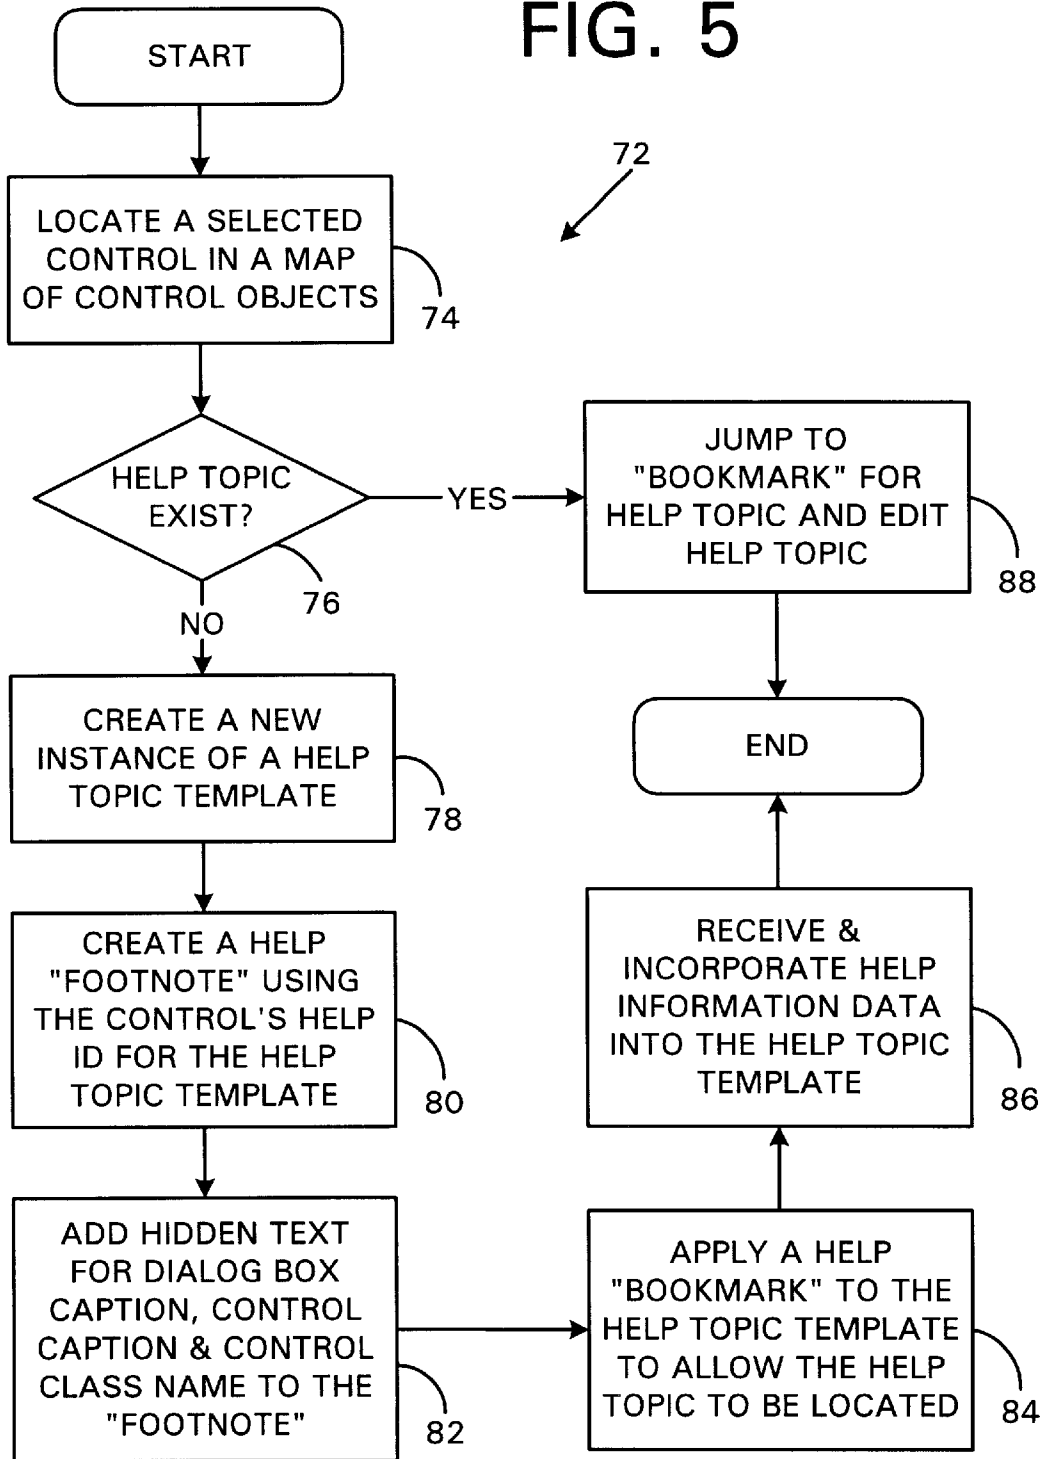 FIG. 5
START
72
LOCATE A SELECTED
CONTROL IN A MAP
OF CONTROL OBJECTS
74
HELP TOPIC
EXIST?
76
YES
NO
JUMP TO
"BOOKMARK" FOR
HELP TOPIC AND EDIT
HELP TOPIC
88
CREATE A NEW
INSTANCE OF A HELP
TOPIC TEMPLATE
78
END
CREATE A HELP
"FOOTNOTE" USING
THE CONTROL'S HELP
ID FOR THE HELP
TOPIC TEMPLATE
80
RECEIVE &
INCORPORATE HELP
INFORMATION DATA
INTO THE HELP TOPIC
TEMPLATE
86
ADD HIDDEN TEXT
FOR DIALOG BOX
CAPTION, CONTROL
CAPTION & CONTROL
CLASS NAME TO THE
"FOOTNOTE"
82
APPLY A HELP
"BOOKMARK" TO THE
HELP TOPIC TEMPLATE
TO ALLOW THE HELP
TOPIC TO BE LOCATED
84